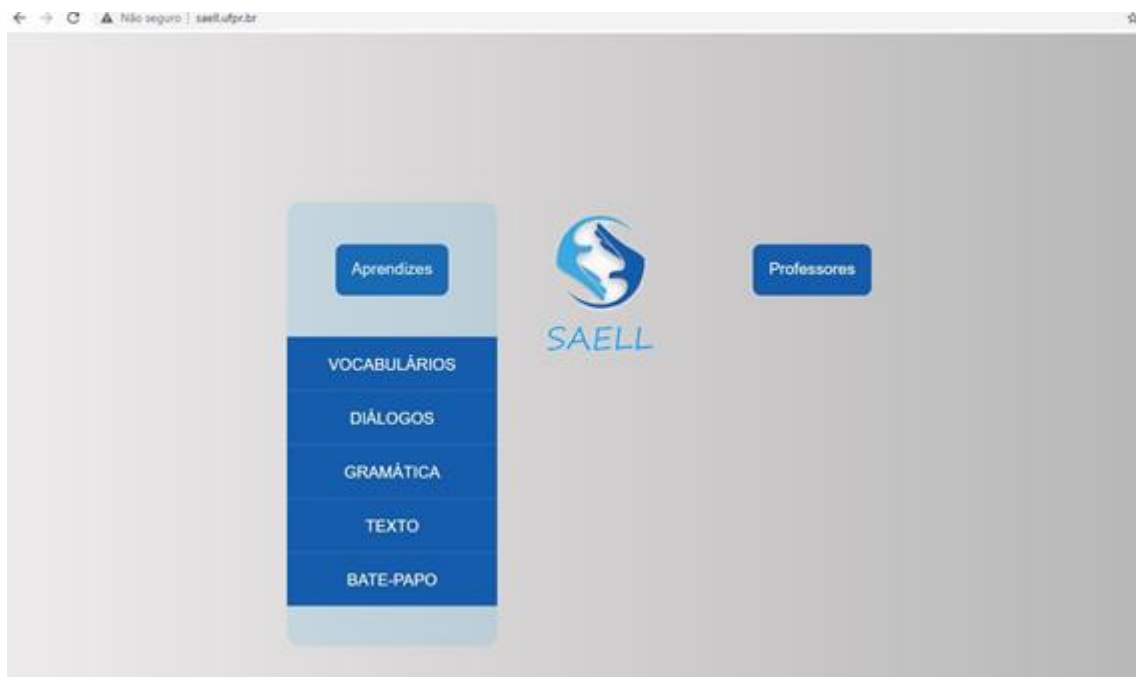 Não seguro | saell.ufpr.br
Aprendizes
SAELL
Professores
VOCABULÁRIOS
DIÁLOGOS
GRAMÁTICA
TEXTO
BATE-PAPO